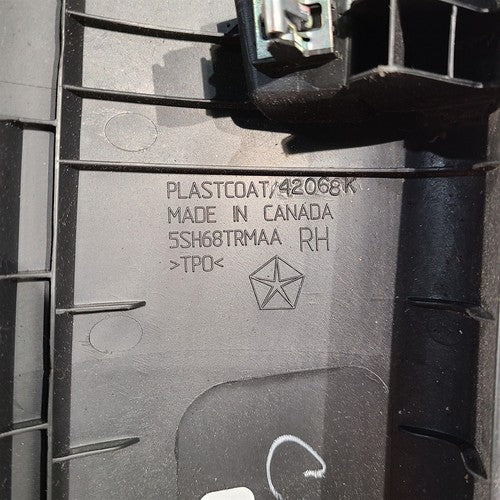 PLASTCOAT/42068K
MADE IN CANADA
5SH68TRMAA RH
>TPO<